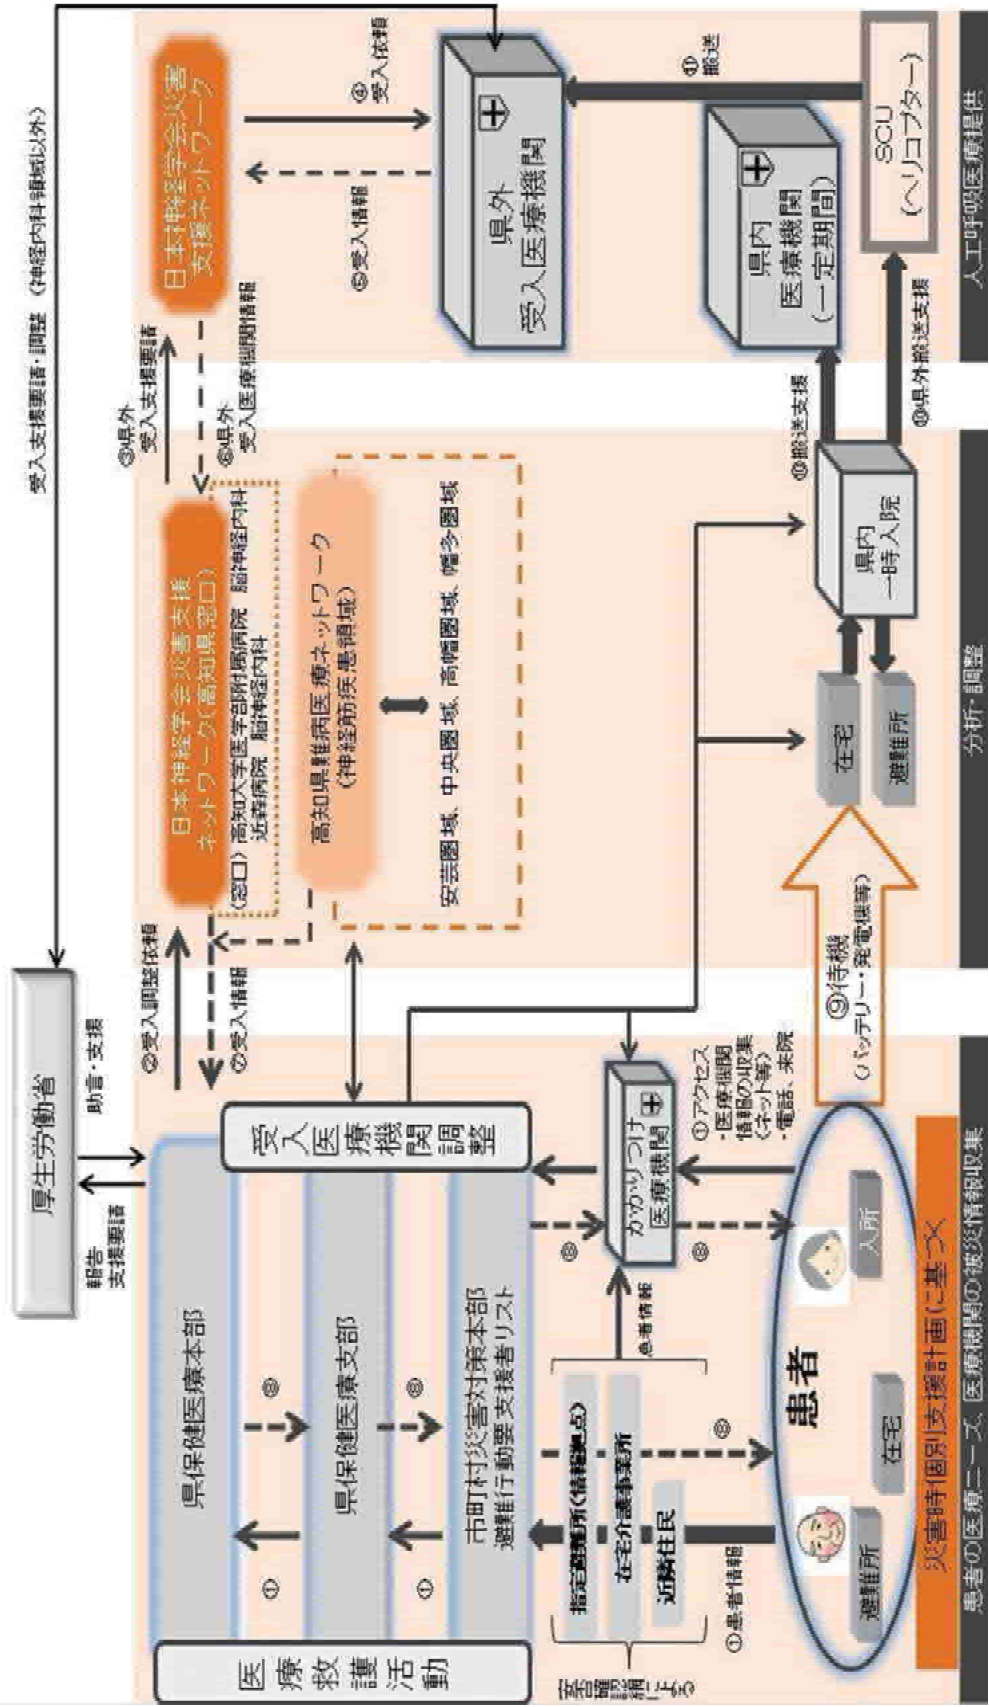 厚生労働省
報告
支援要請
助言・支援
受入支援要請・調整（神経内科領域以外）
医療救護活動
県保健医療本部
①
⑧
県保健医療支部
①
⑧
市町村災害対策本部
避難行動要支援者リスト
受入医療機関調整
②受入調整依頼
⑦受入情報
日本神経学会災害支援
ネットワーク(高知県窓口)
（窓口）高知大学医学部附属病院　脳神経内科
近森病院　脳神経内科
高知県難病医療ネットワーク
（神経筋疾患領域）
安芸圏域、中央圏域、高幡圏域、幡多圏域
③県外
受入支援要請
⑥県外
受入医療機関情報
日本神経学会災害
支援ネットワーク
④
受入依頼
⑤受入情報
県外
受入医療機関
⑪
搬送
県内
医療機関
(一定期間)
SCU
(ヘリコプター)
安否確認網による
指定避難所(情報拠点)
在宅介護事業所
近隣住民
患者情報
①患者情報
⑧
⑧
かかりつけ
医療機関
⑧
①アクセス
・医療機関
情報の収集
(ネット等)
・電話、来院
患者
避難所
在宅
入所
⑨待機
(バッテリー・発電機等)
在宅
避難所
県内
一時入院
⑩搬送支援
⑩県外搬送支援
災害時個別支援計画に基づく
患者の医療ニーズ、医療機関の被災情報収集
分析・調整
人工呼吸医療提供